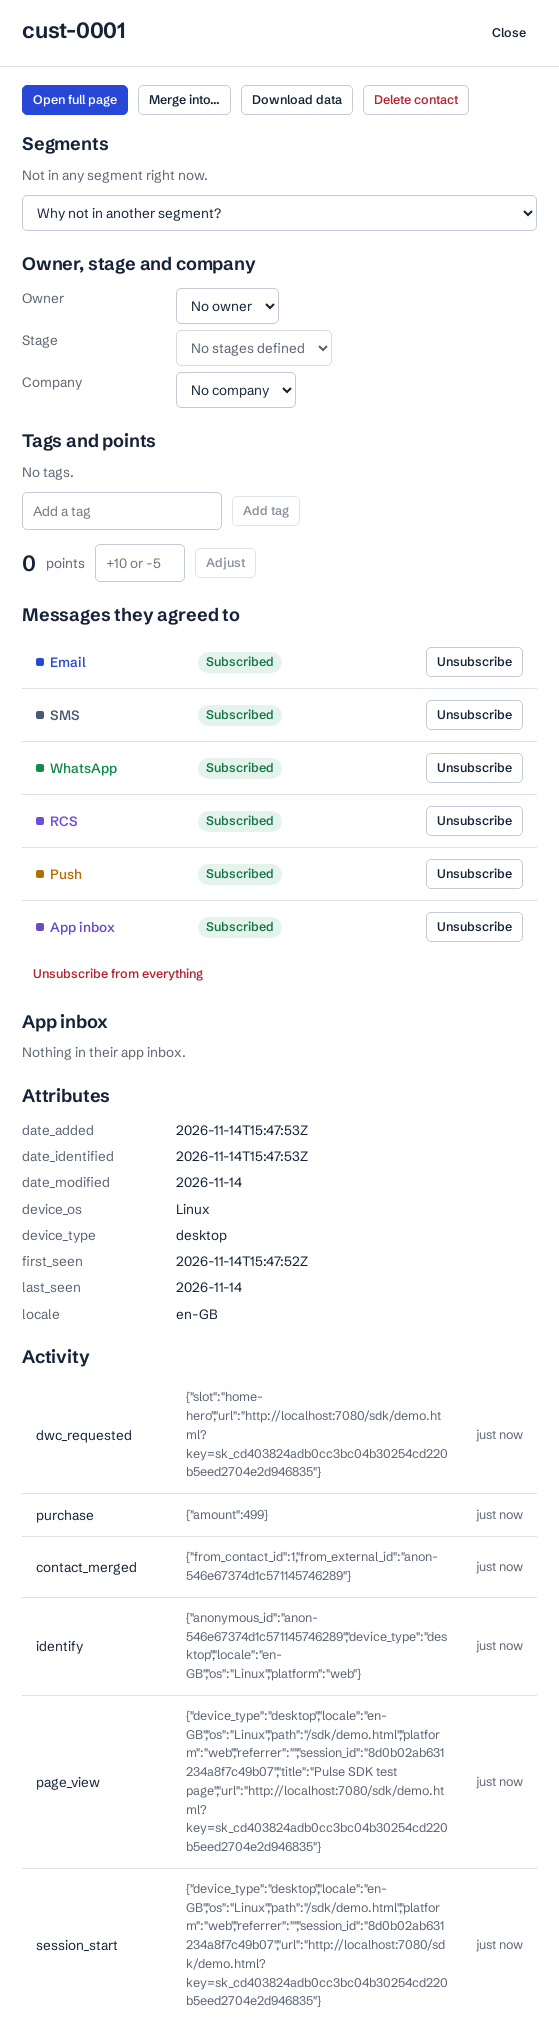 cust-0001
Close
Open full page
Merge into...
Download data
Delete contact
Segments
Not in any segment right now.
Why not in another segment?
Owner, stage and company
Owner
No owner
Stage
No stages defined
Company
No company
Tags and points
No tags.
Add a tag
Add tag
0 points
+10 or -5
Adjust
Messages they agreed to
Email
Subscribed
Unsubscribe
SMS
Subscribed
Unsubscribe
WhatsApp
Subscribed
Unsubscribe
RCS
Subscribed
Unsubscribe
Push
Subscribed
Unsubscribe
App inbox
Subscribed
Unsubscribe
Unsubscribe from everything
App inbox
Nothing in their app inbox.
Attributes
date_added 2026-11-14T15:47:53Z
date_identified 2026-11-14T15:47:53Z
date_modified 2026-11-14
device_os Linux
device_type desktop
first_seen 2026-11-14T15:47:52Z
last_seen 2026-11-14
locale en-GB
Activity
dwc_requested
{"slot":"home-
hero","url":"http://localhost:7080/sdk/demo.ht
ml?
key=sk_cd403824adb0cc3bc04b30254cd220
b5eed2704e2d946835"}
just now
purchase
{"amount":499}
just now
contact_merged
{"from_contact_id":1,"from_external_id":"anon-
546e67374d1c571145746289"}
just now
identify
{"anonymous_id":"anon-
546e67374d1c571145746289","device_type":"des
ktop","locale":"en-
GB","os":"Linux","platform":"web"}
just now
page_view
{"device_type":"desktop","locale":"en-
GB","os":"Linux","path":"/sdk/demo.html","platfor
m":"web","referrer":"","session_id":"8d0b02ab631
234a8f7c49b07","title":"Pulse SDK test
page","url":"http://localhost:7080/sdk/demo.ht
ml?
key=sk_cd403824adb0cc3bc04b30254cd220
b5eed2704e2d946835"}
just now
session_start
{"device_type":"desktop","locale":"en-
GB","os":"Linux","path":"/sdk/demo.html","platfor
m":"web","referrer":"","session_id":"8d0b02ab631
234a8f7c49b07","url":"http://localhost:7080/sd
k/demo.html?
key=sk_cd403824adb0cc3bc04b30254cd220
b5eed2704e2d946835"}
just now